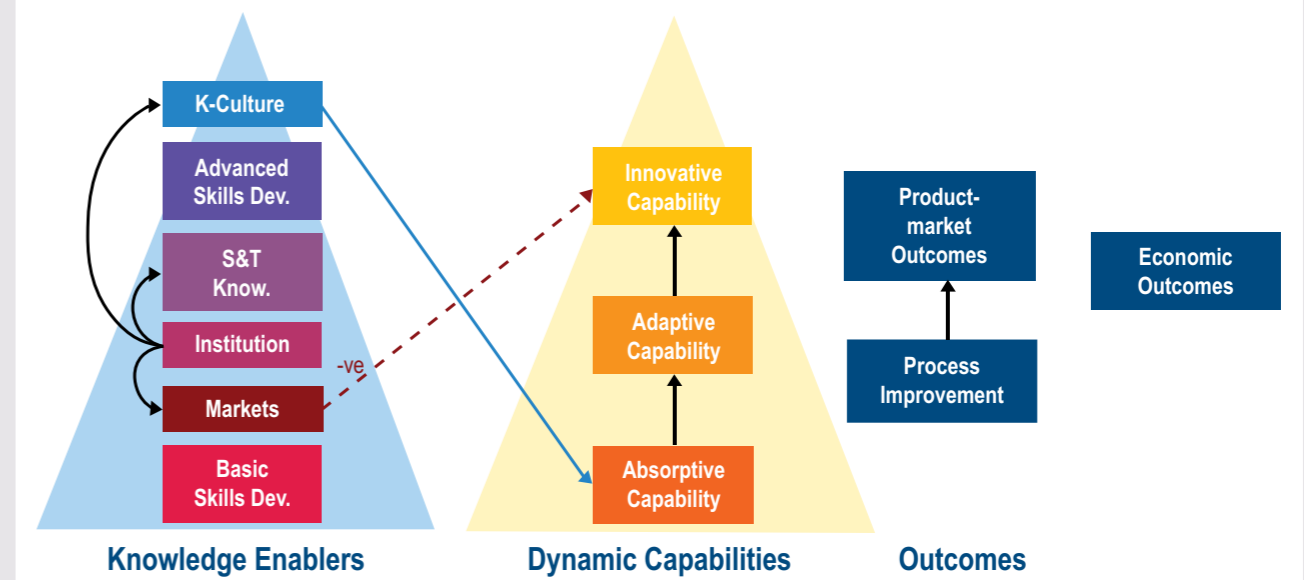 K-Culture
Advanced
Skills Dev.
S&T
Know.
Institution
Markets
Basic
Skills Dev.
-ve
Knowledge Enablers
Innovative
Capability
Adaptive
Capability
Absorptive
Capability
Dynamic Capabilities
Product-
market
Outcomes
Process
Improvement
Economic
Outcomes
Outcomes